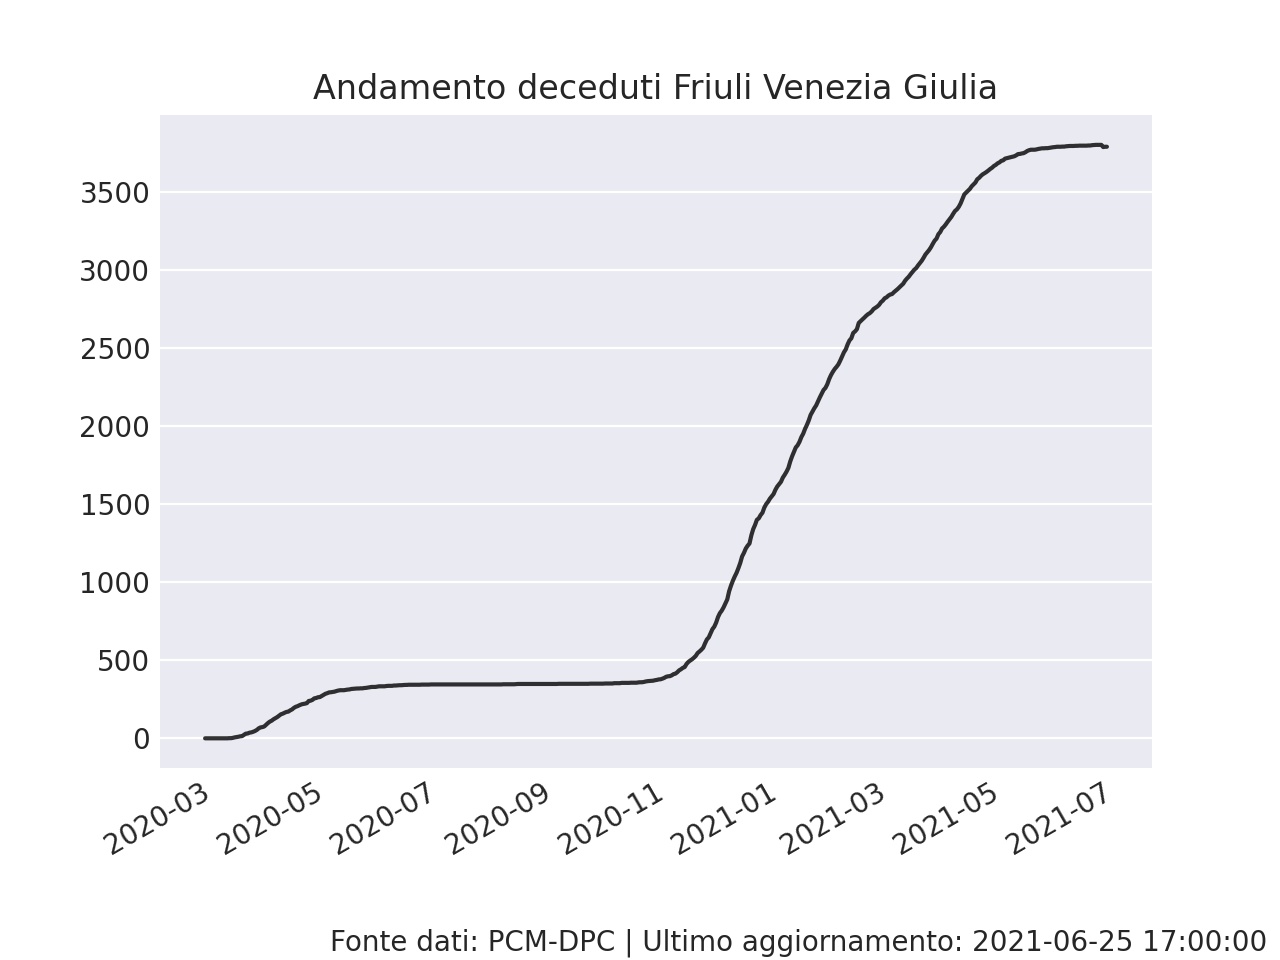 Andamento deceduti Friuli Venezia Giulia
3500
3000
2500
2000
1500
1000
500
0
2020-03 2020-05 2020-07 2020-09 2020-11 2021-01 2021-03 2021-05 2021-07
Fonte dati: PCM-DPC | Ultimo aggiornamento: 2021-06-25 17:00:00